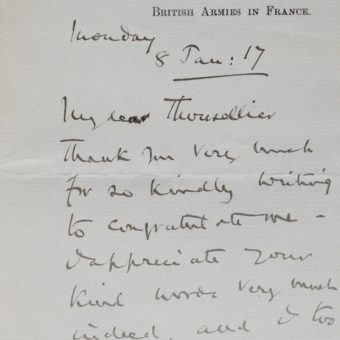 BRITISH ARMIES IN FRANCE.
Monday
8 Jan: 17
My dear Thousellier
Thank you very much
for so kindly writing
to congratulate me -
I appreciate your
kind words very much
indeed, and I too